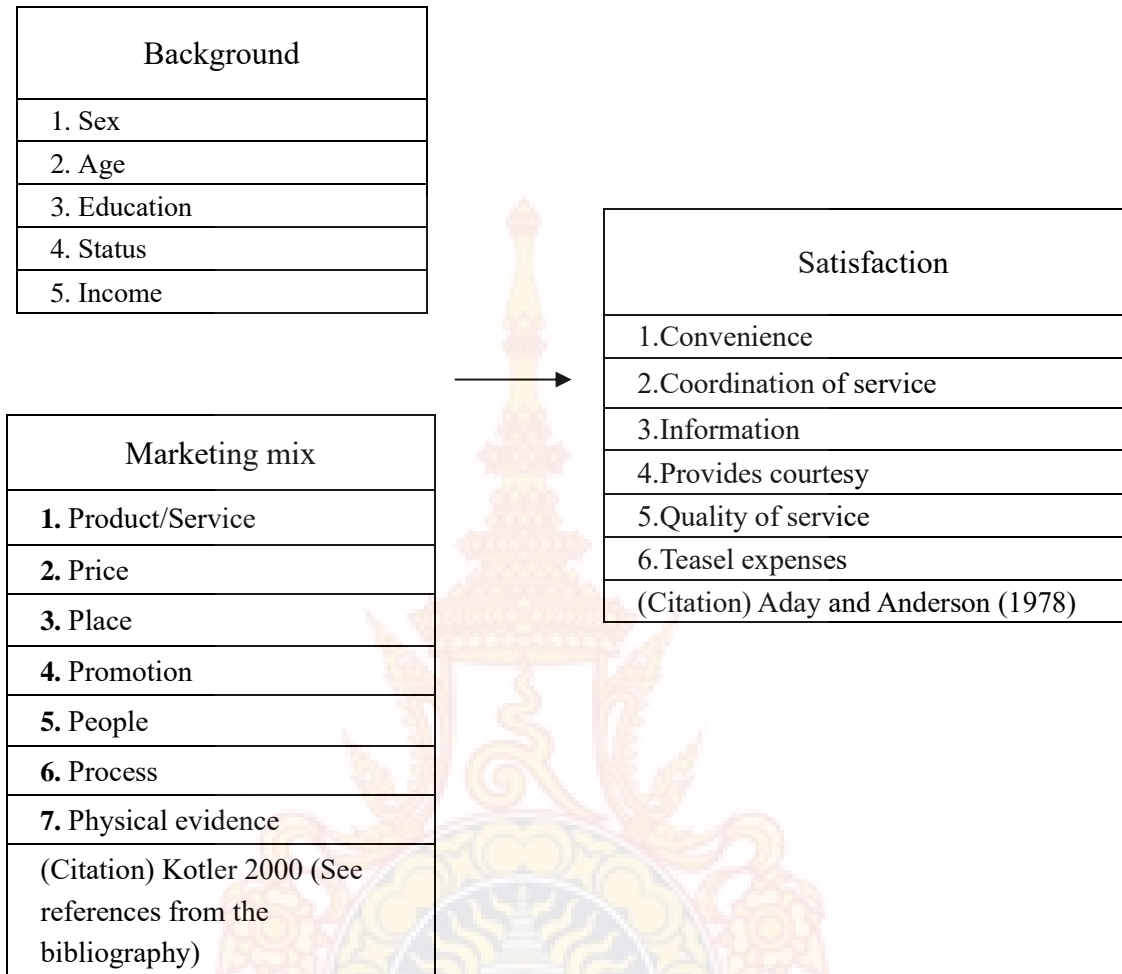 Background
1. Sex
2. Age
3. Education
4. Status
5. Income
Marketing mix
1. Product/Service
2. Price
3. Place
4. Promotion
5. People
6. Process
7. Physical evidence
(Citation) Kotler 2000 (See
references from the
bibliography)
Satisfaction
1.Convenience
2.Coordination of service
3.Information
4.Provides courtesy
5.Quality of service
6.Teasel expenses
(Citation) Aday and Anderson (1978)